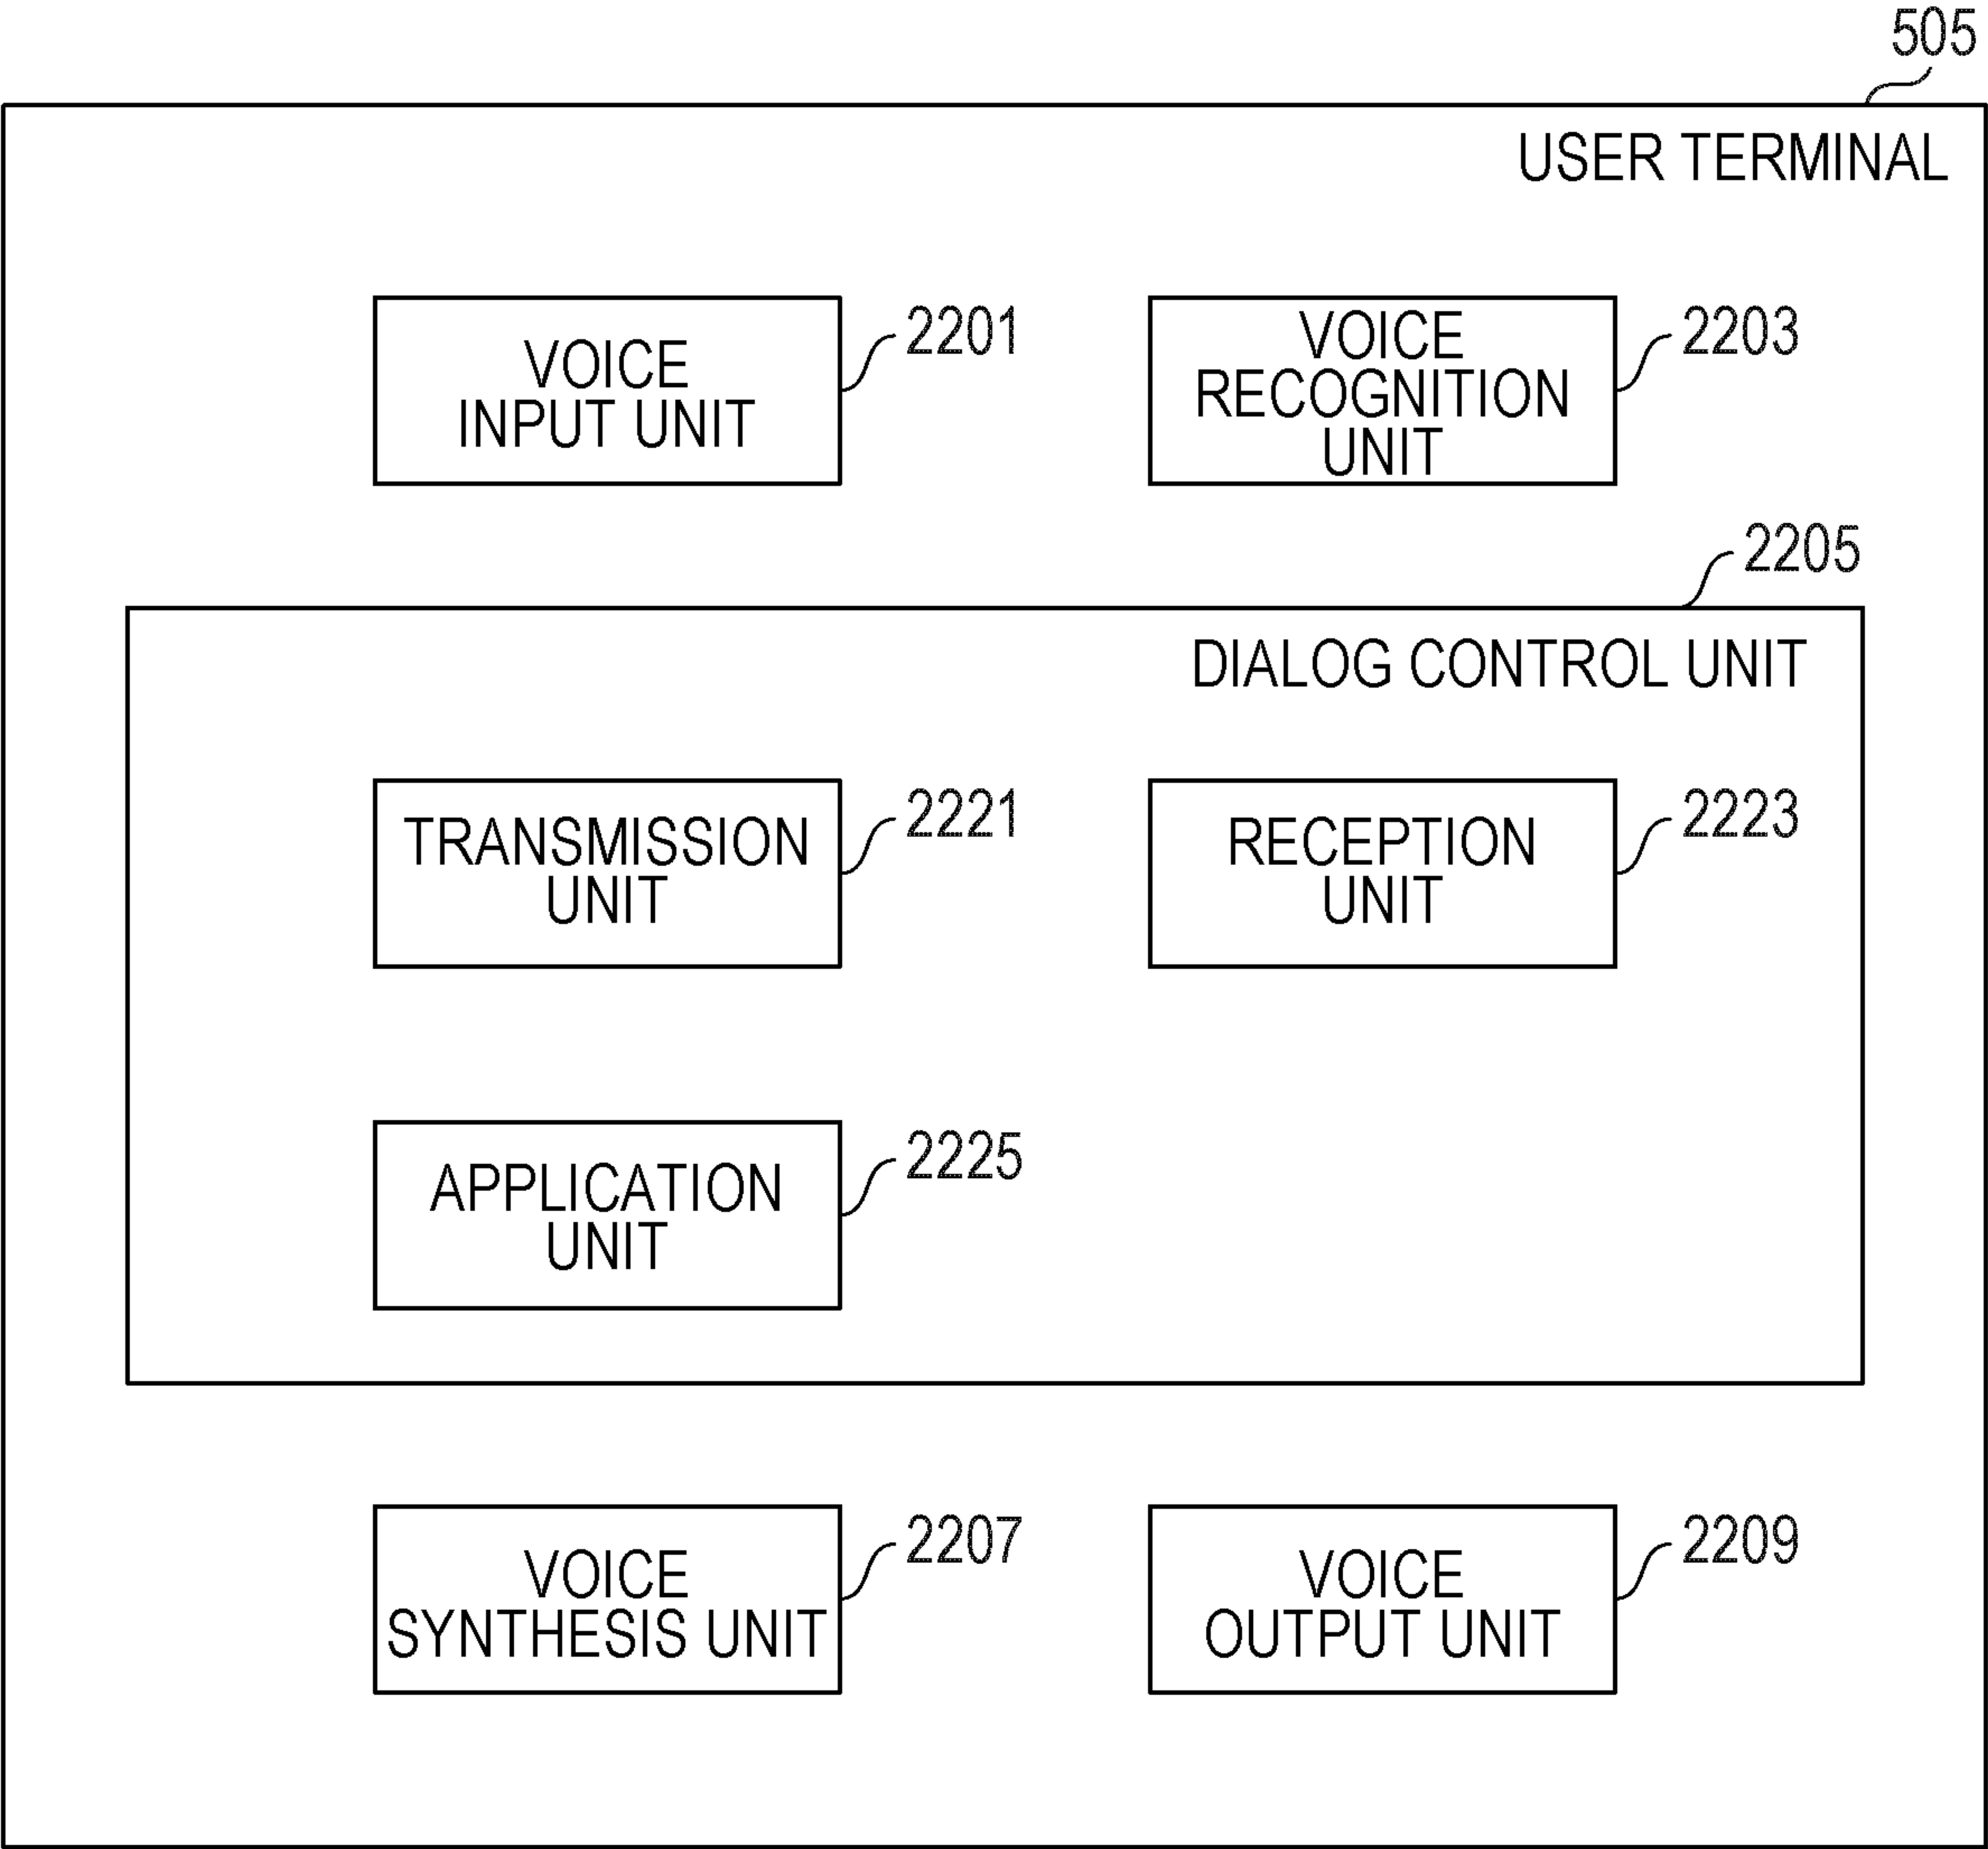 505
USER TERMINAL
VOICE
INPUT UNIT
2201
VOICE
RECOGNITION
UNIT
2203
2205
DIALOG CONTROL UNIT
TRANSMISSION
UNIT
2221
RECEPTION
UNIT
2223
APPLICATION
UNIT
2225
VOICE
SYNTHESIS UNIT
2207
VOICE
OUTPUT UNIT
2209